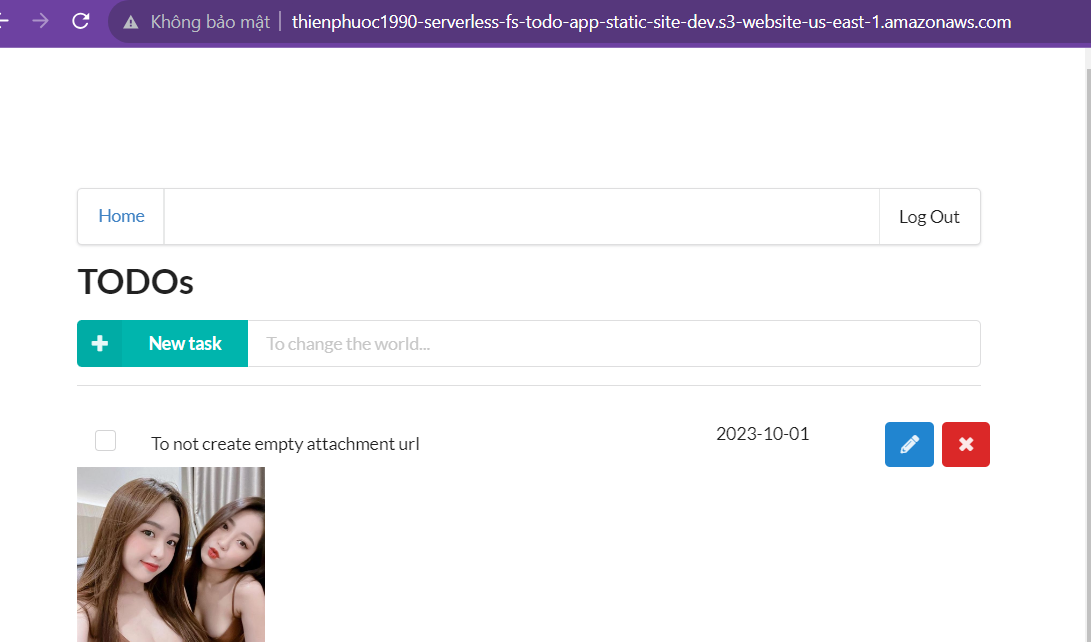 Không bảo mật | thienphuoc1990-serverless-fs-todo-app-static-site-dev.s3-website-us-east-1.amazonaws.com
Home
Log Out
TODOs
New task
To change the world...
To not create empty attachment url
2023-10-01